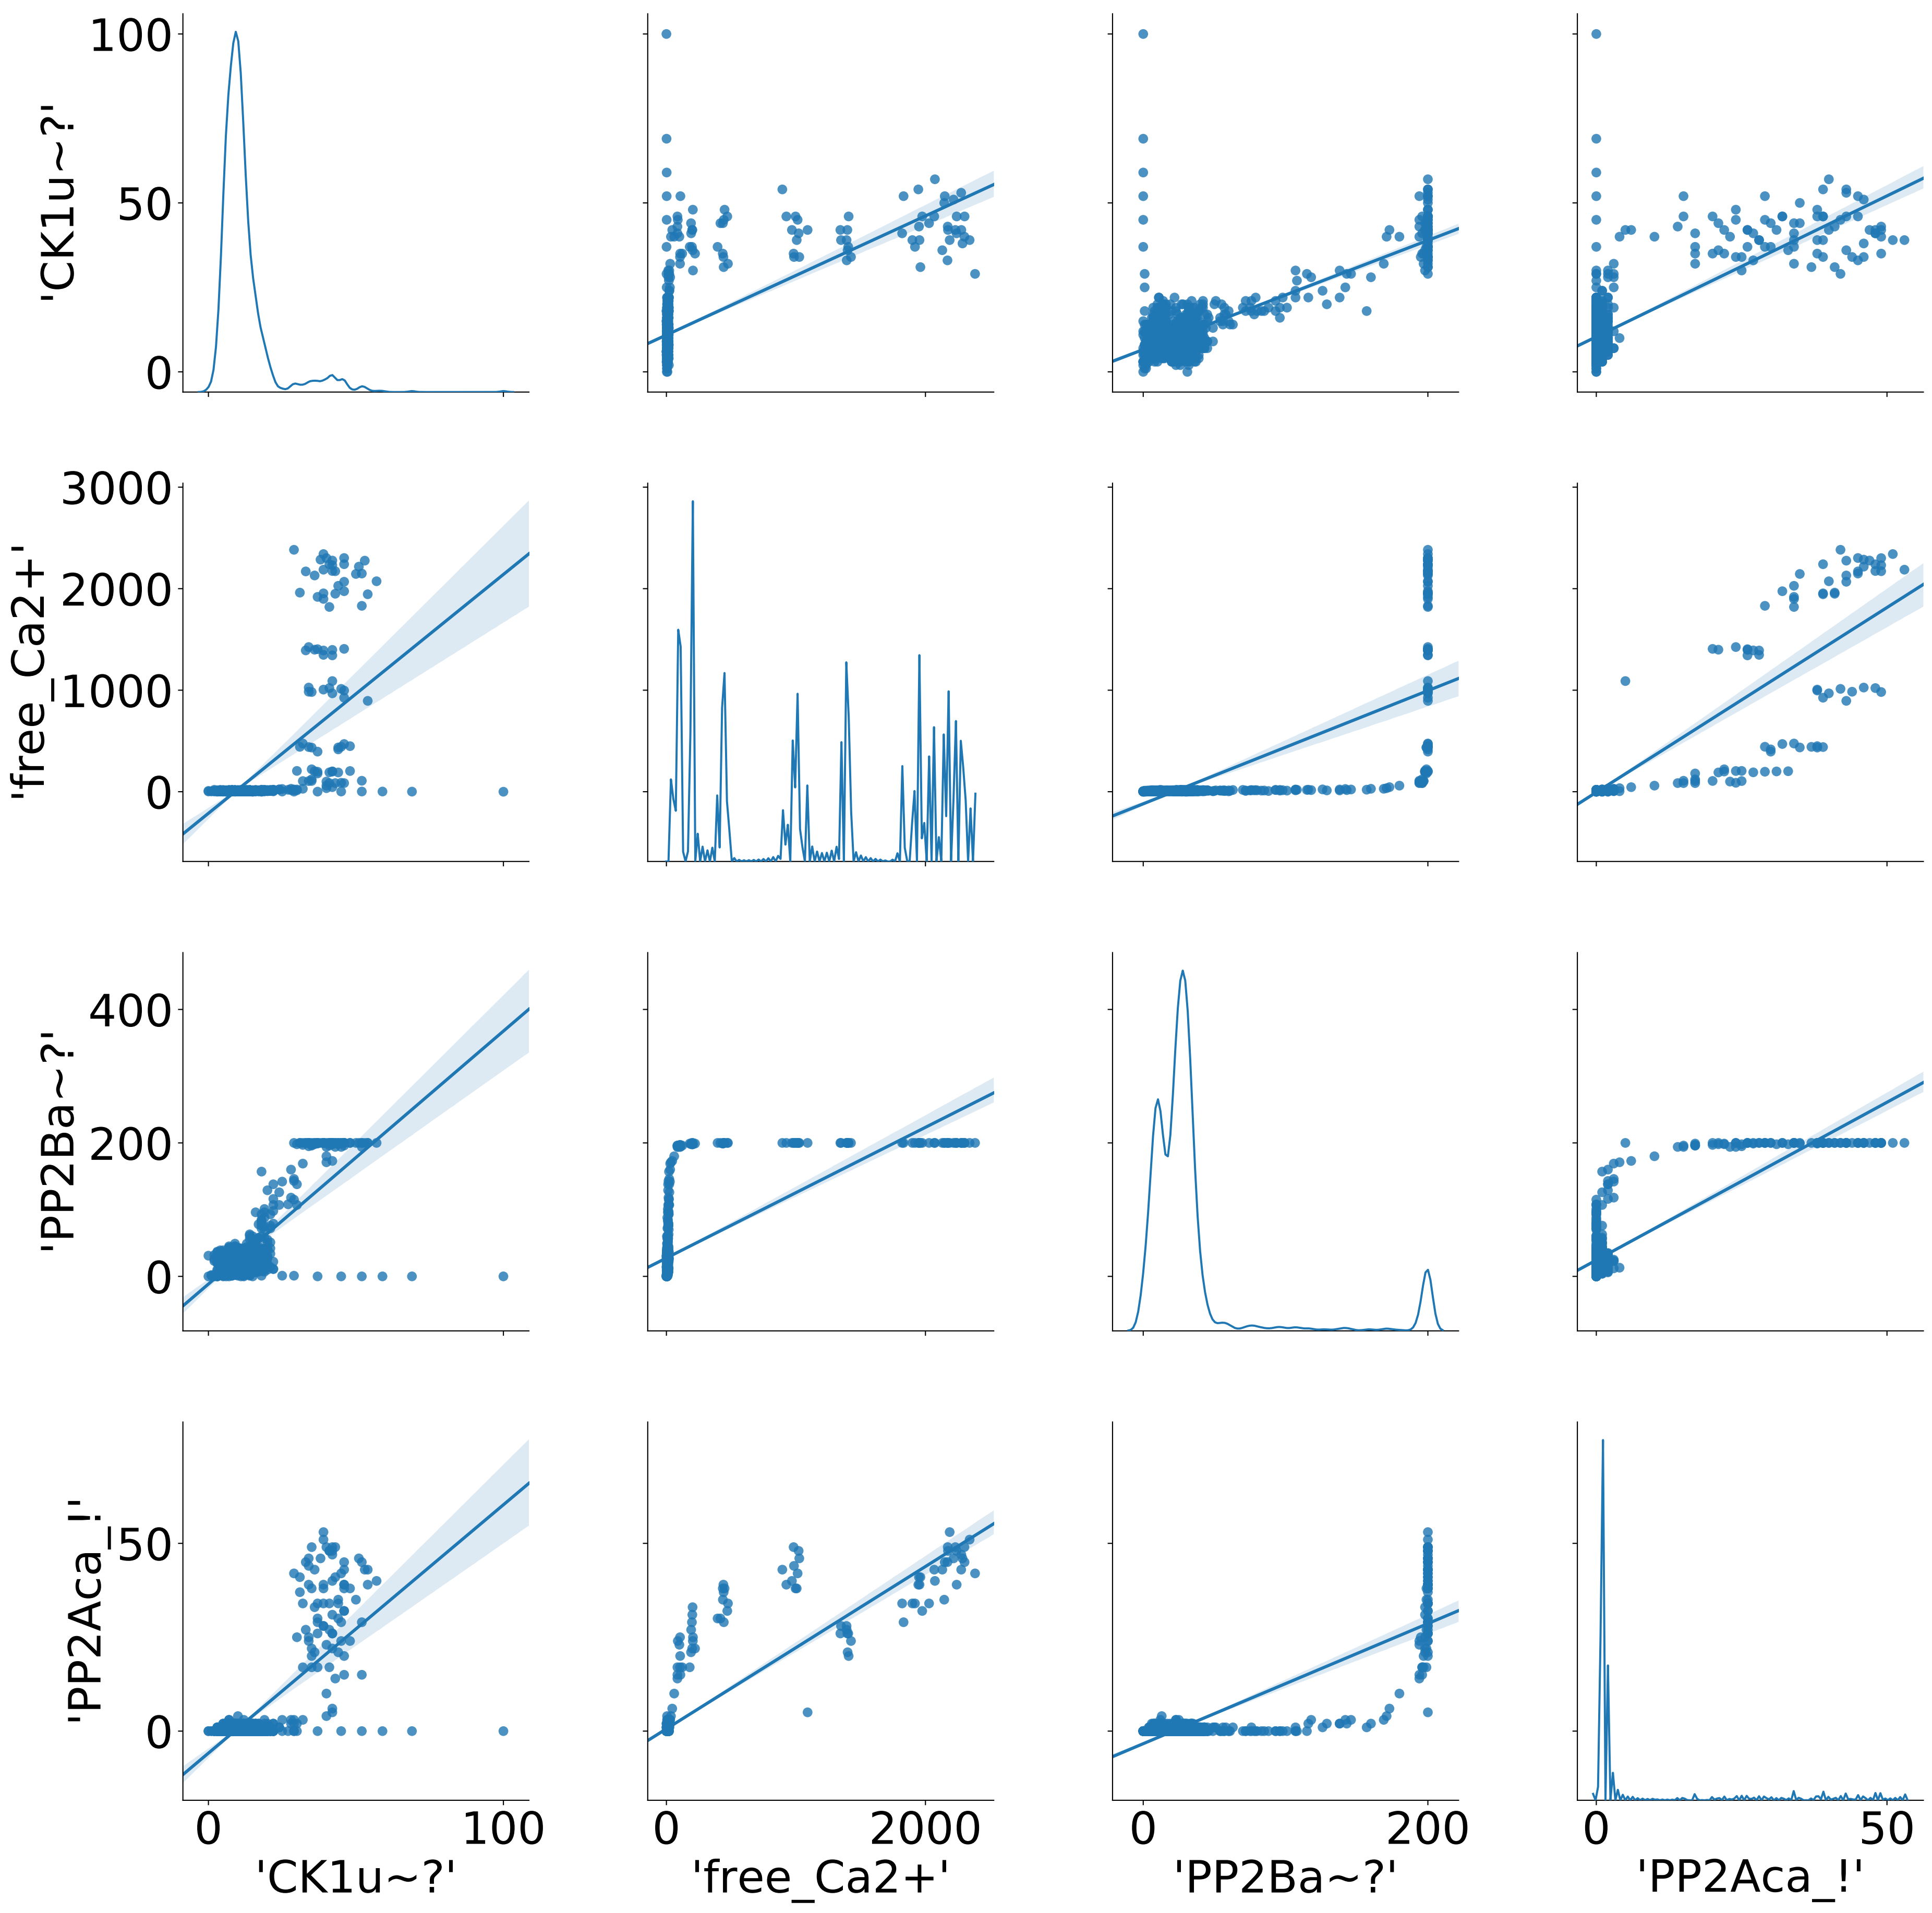 100
50
0
'CK1u~?'
3000
2000
1000
0
'free_Ca2+'
400
200
0
'PP2Ba~?'
50
0
'PP2Aca_!'
0 100 0 2000 0 200 0 50
'CK1u~?' 'free_Ca2+' 'PP2Ba~?' 'PP2Aca_!'